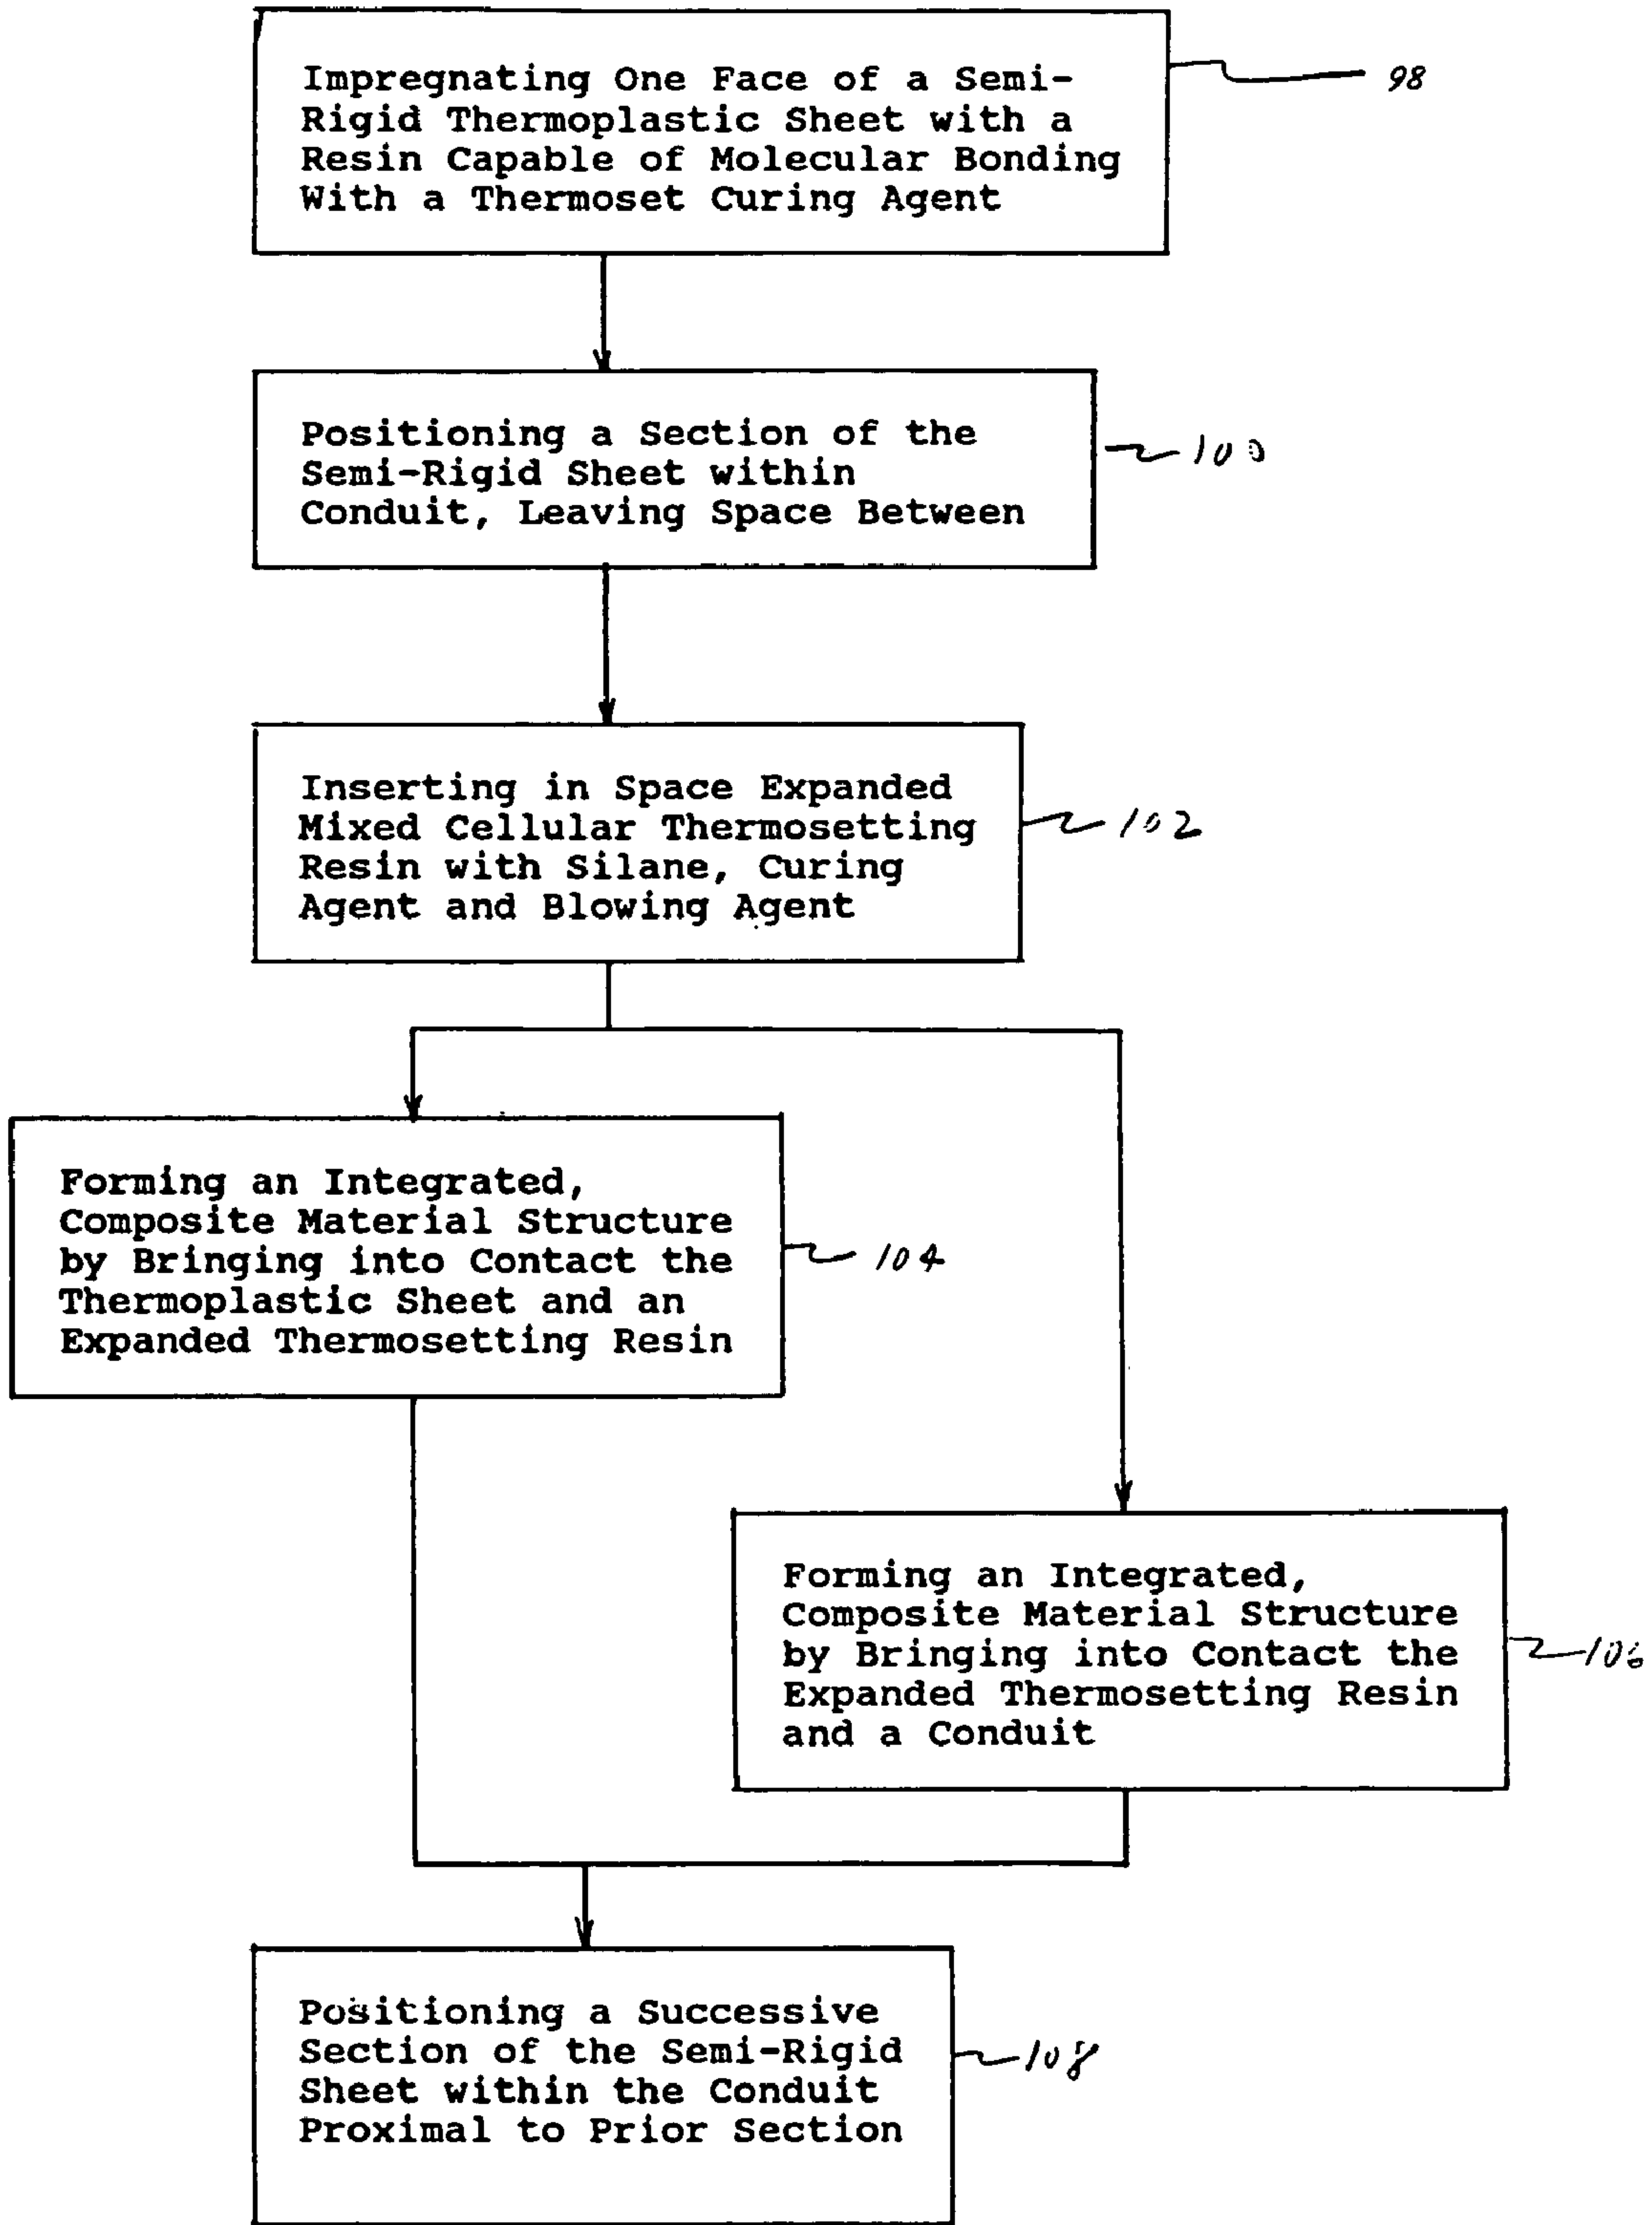 Impregnating One Face of a Semi-
Rigid Thermoplastic Sheet with a
Resin Capable of Molecular Bonding
With a Thermoset Curing Agent
98
Positioning a Section of the
Semi-Rigid Sheet within
Conduit, Leaving Space Between
100
Inserting in Space Expanded
Mixed Cellular Thermosetting
Resin with Silane, Curing
Agent and Blowing Agent
102
Forming an Integrated,
Composite Material Structure
by Bringing into Contact the
Thermoplastic Sheet and an
Expanded Thermosetting Resin
104
Forming an Integrated,
Composite Material Structure
by Bringing into Contact the
Expanded Thermosetting Resin
and a Conduit
106
Positioning a Successive
Section of the Semi-Rigid
Sheet within the Conduit
Proximal to Prior Section
108